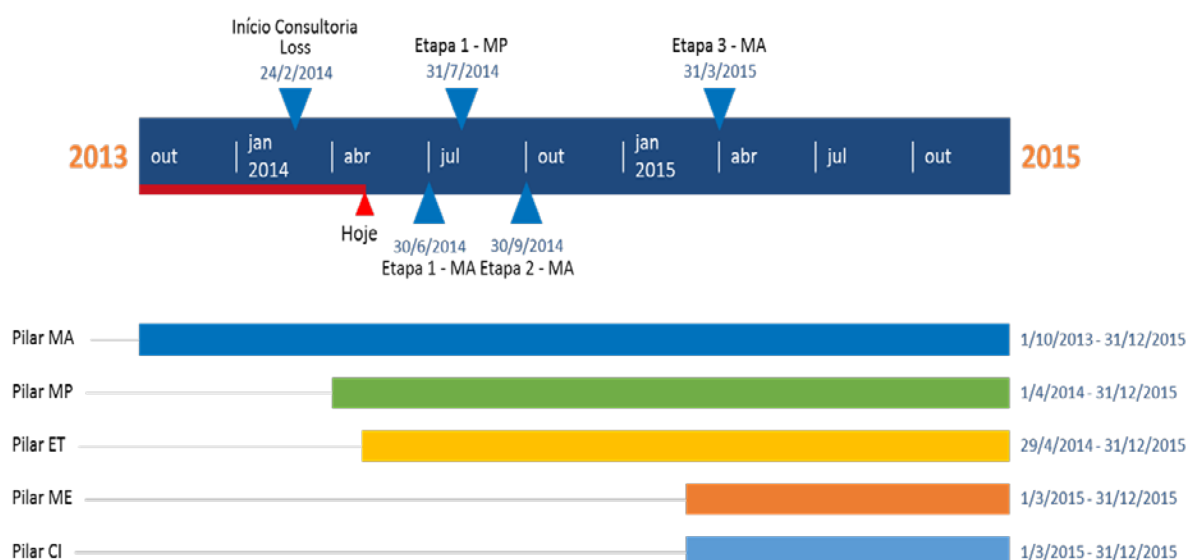 Início Consultoria
Loss
24/2/2014
Etapa 1 - MP
31/7/2014
Etapa 3 - MA
31/3/2015
2013
out
jan
2014
abr
jul
out
jan
2015
abr
jul
out
2015
Hoje
30/6/2014
Etapa 1 - MA
30/9/2014
Etapa 2 - MA
Pilar MA
1/10/2013 - 31/12/2015
Pilar MP
1/4/2014 - 31/12/2015
Pilar ET
29/4/2014 - 31/12/2015
Pilar ME
1/3/2015 - 31/12/2015
Pilar CI
1/3/2015 - 31/12/2015